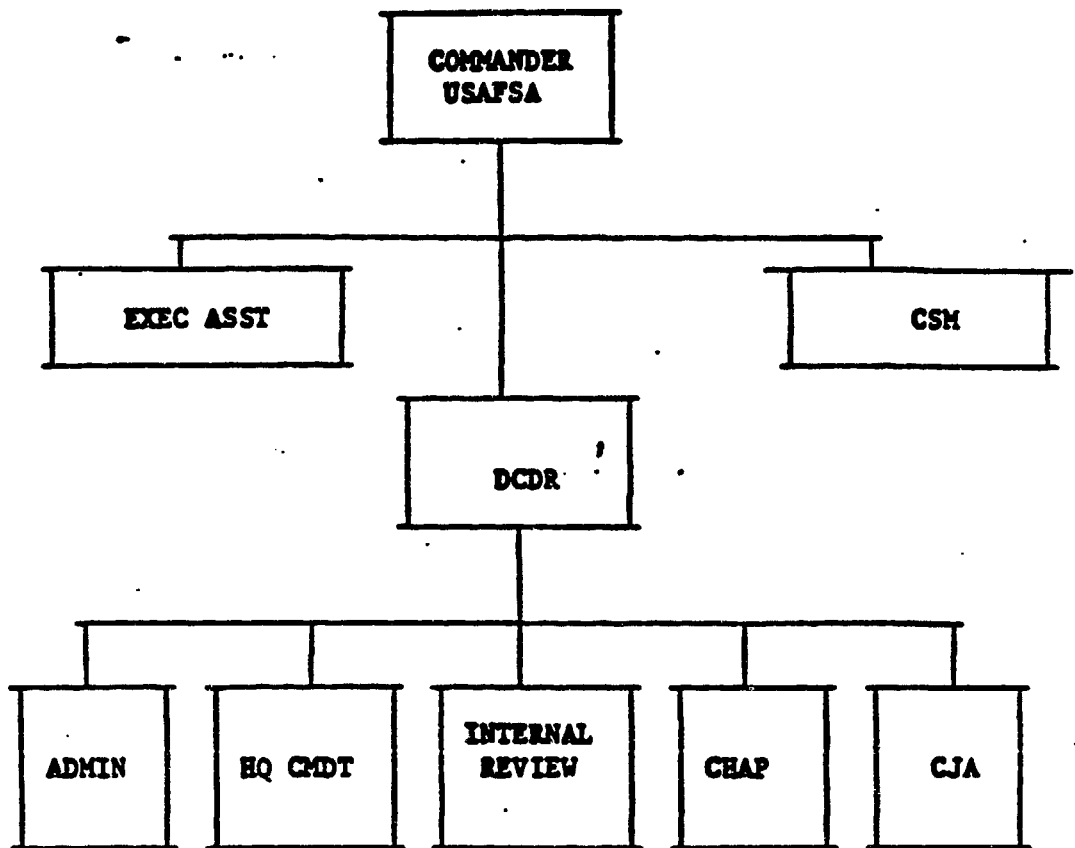 COMMANDER
USAFSA
EXEC ASST
CSM
DCDR
ADMIN
HQ CMDT
INTERNAL
REVIEW
CHAP
CJA